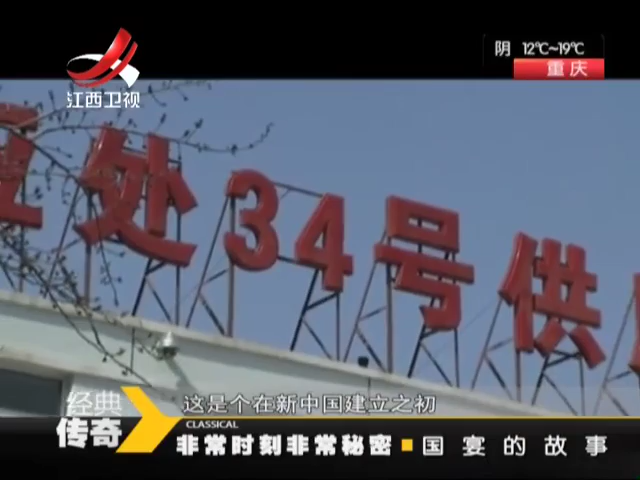 江西卫视
阴 12℃~19℃
重庆
应处34号供
这是个在新中国建立之初
经典
传奇
CLASSICAL
非常时刻非常秘密 国宴的故事